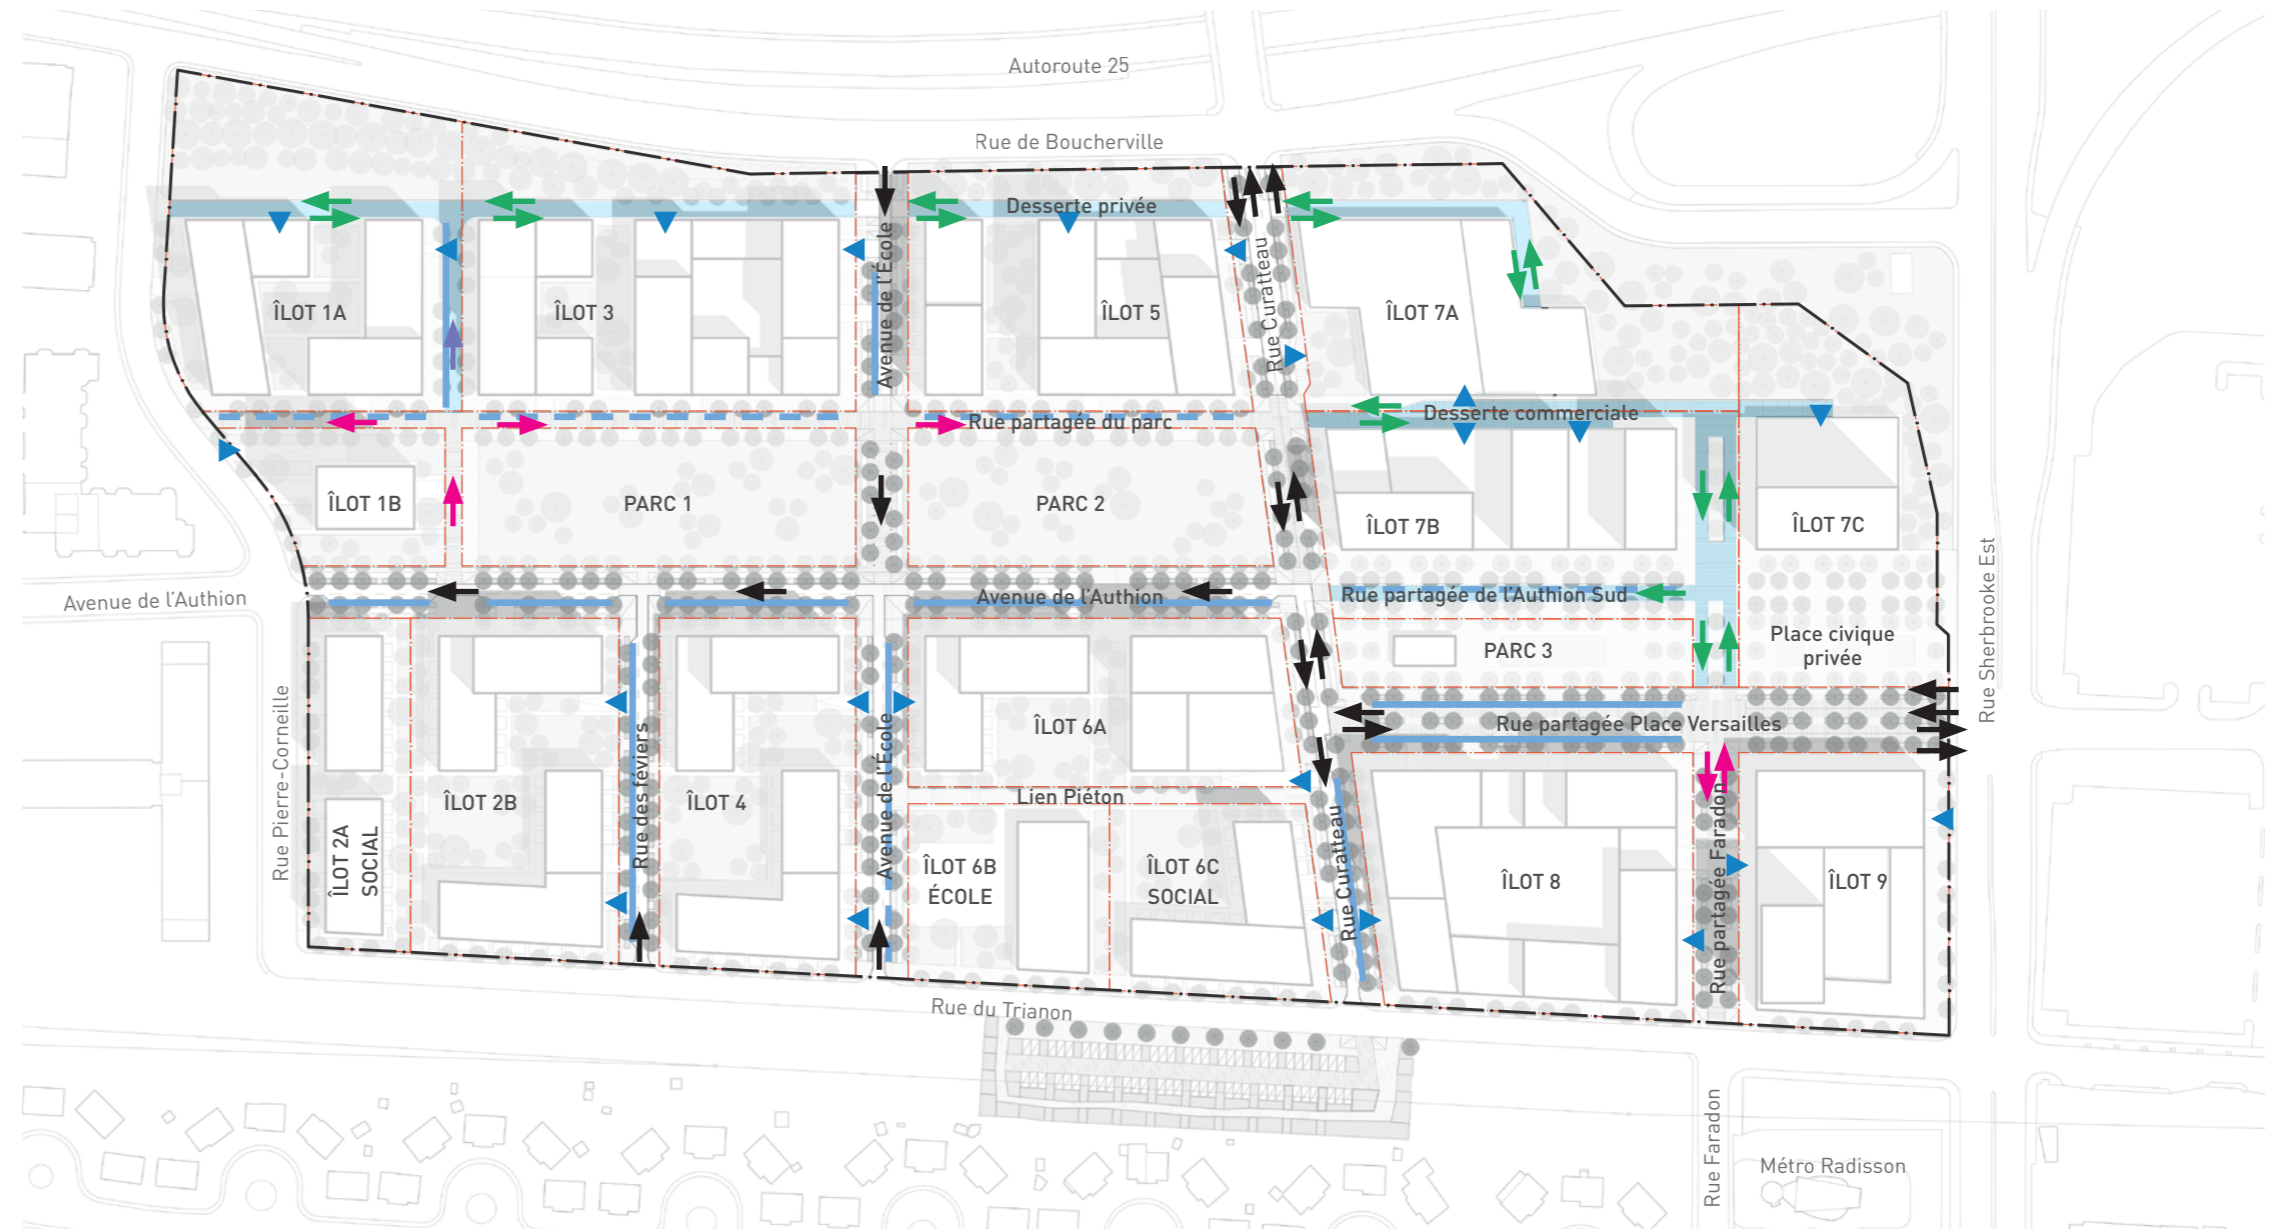 Autoroute 25
Rue de Boucherville
Desserte privée
Avenue de l'École
Rue Curatteau
ÎLOT 1A
ÎLOT 3
ÎLOT 5
ÎLOT 7A
Desserte commerciale
Rue partagée du parc
ÎLOT 1B
PARC 1
PARC 2
ÎLOT 7B
ÎLOT 7C
Avenue de l'Authion
Avenue de l'Authion
Rue partagée de l'Authion Sud
PARC 3
Place civique
privée
Rue Sherbrooke Est
Rue Pierre-Corneille
Rue des féviers
Avenue de l'École
ÎLOT 6A
Rue partagée Place Versailles
ÎLOT 2A
SOCIAL
ÎLOT 2B
ÎLOT 4
Lien Piéton
ÎLOT 6B
ÉCOLE
ÎLOT 6C
SOCIAL
Rue Curatteau
ÎLOT 8
Rue partagée Faradon
ÎLOT 9
Rue du Trianon
Rue Faradon
Métro Radisson